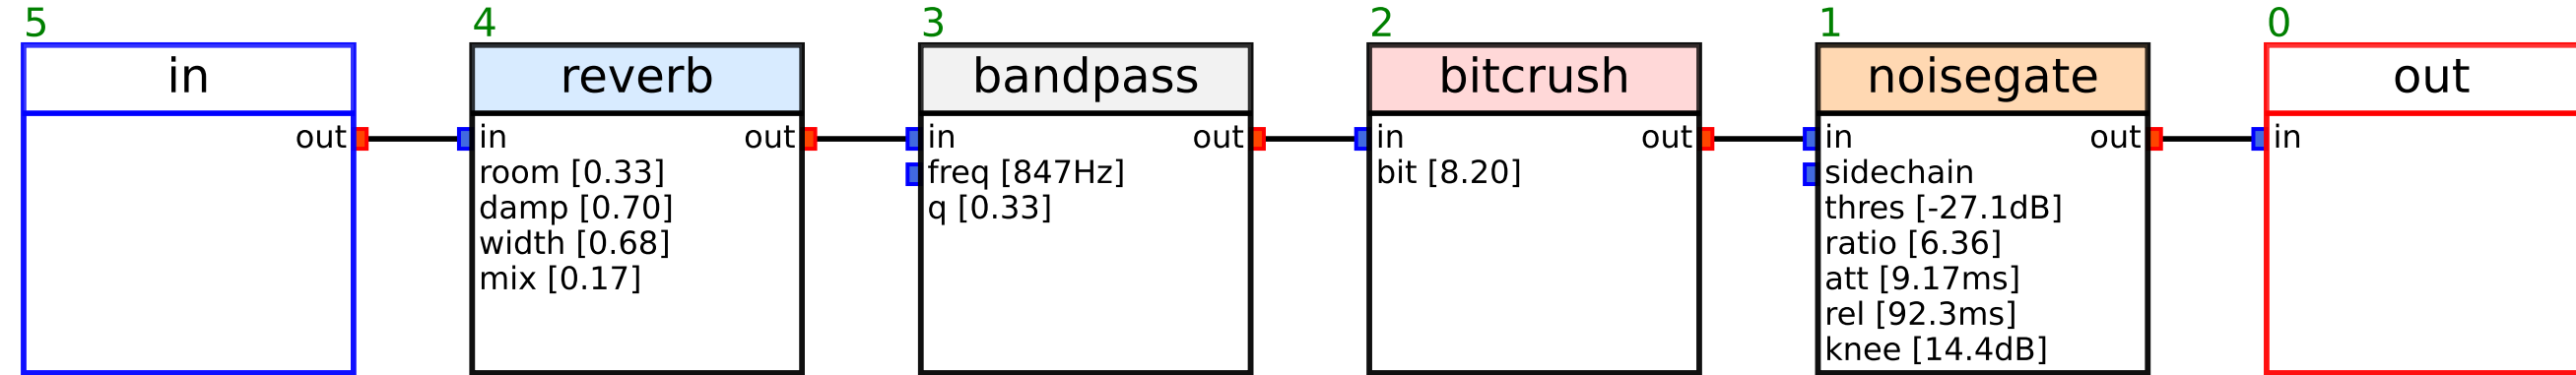 5
in
out
4
reverb
in out
room [0.33]
damp [0.70]
width [0.68]
mix [0.17]
3
bandpass
in out
freq [847Hz]
q [0.33]
2
bitcrush
in out
bit [8.20]
1
noisegate
in out
sidechain
thres [-27.1dB]
ratio [6.36]
att [9.17ms]
rel [92.3ms]
knee [14.4dB]
0
out
in